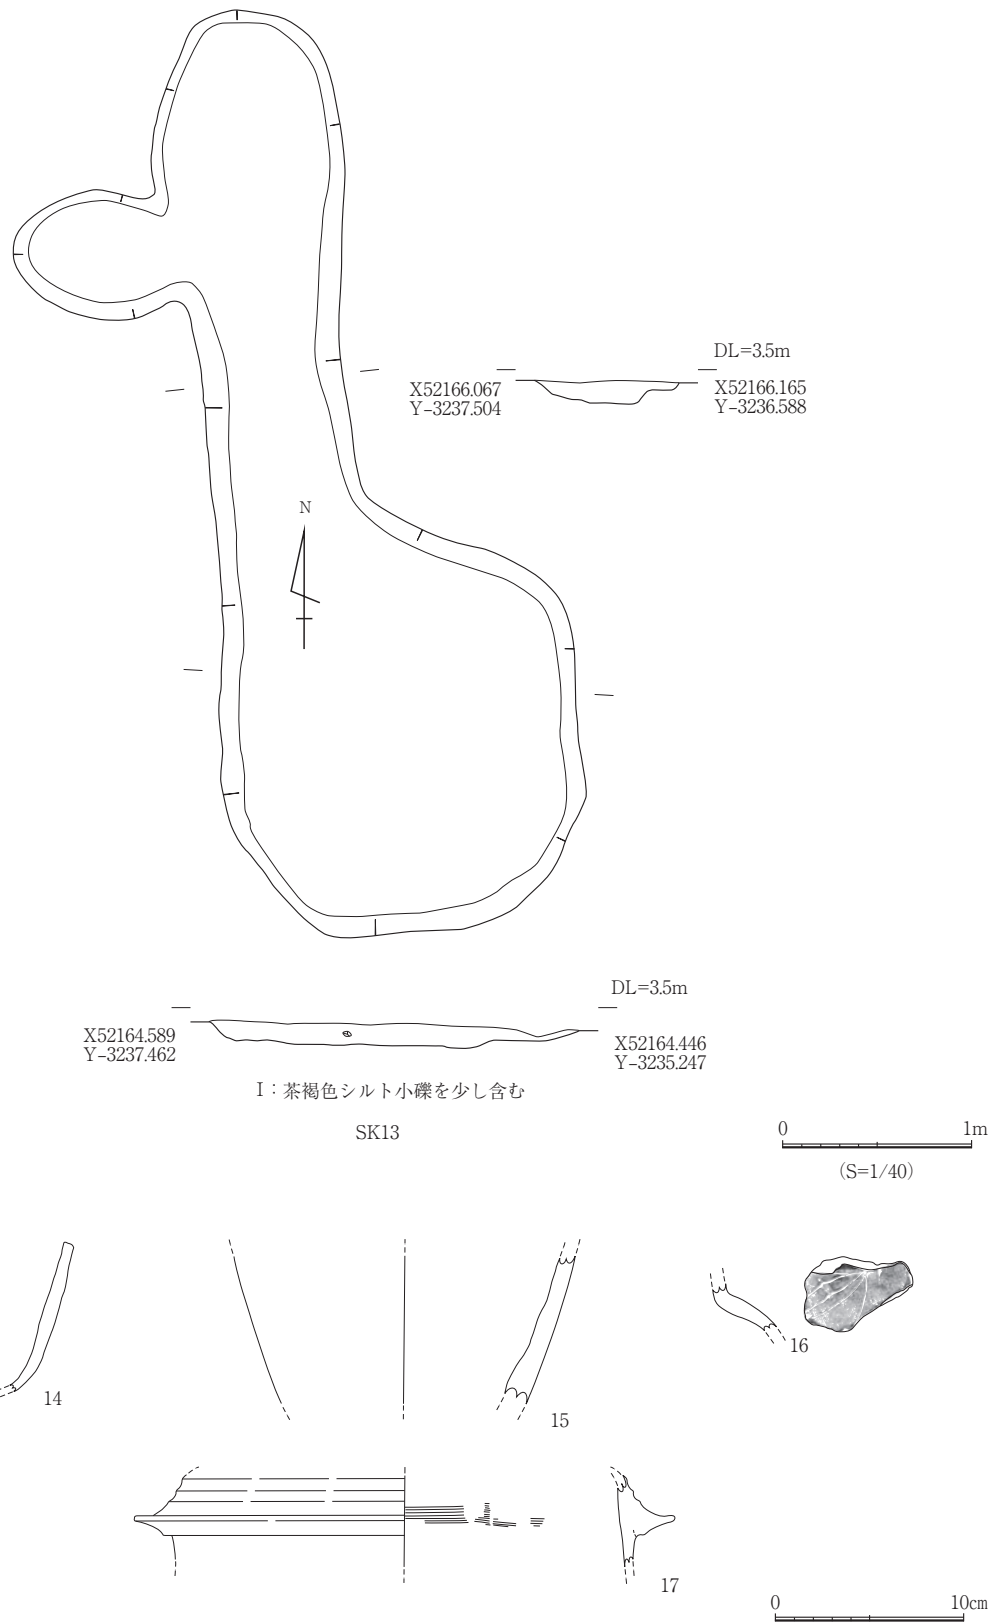 DL=3.5m
X52166.067
Y-3237.504
X52166.165
Y-3236.588
N
DL=3.5m
X52164.589
Y-3237.462
X52164.446
Y-3235.247
I：茶褐色シルト小礫を少し含む
SK13
0 1m
(S=1/40)
14
15
16
17
0 10cm